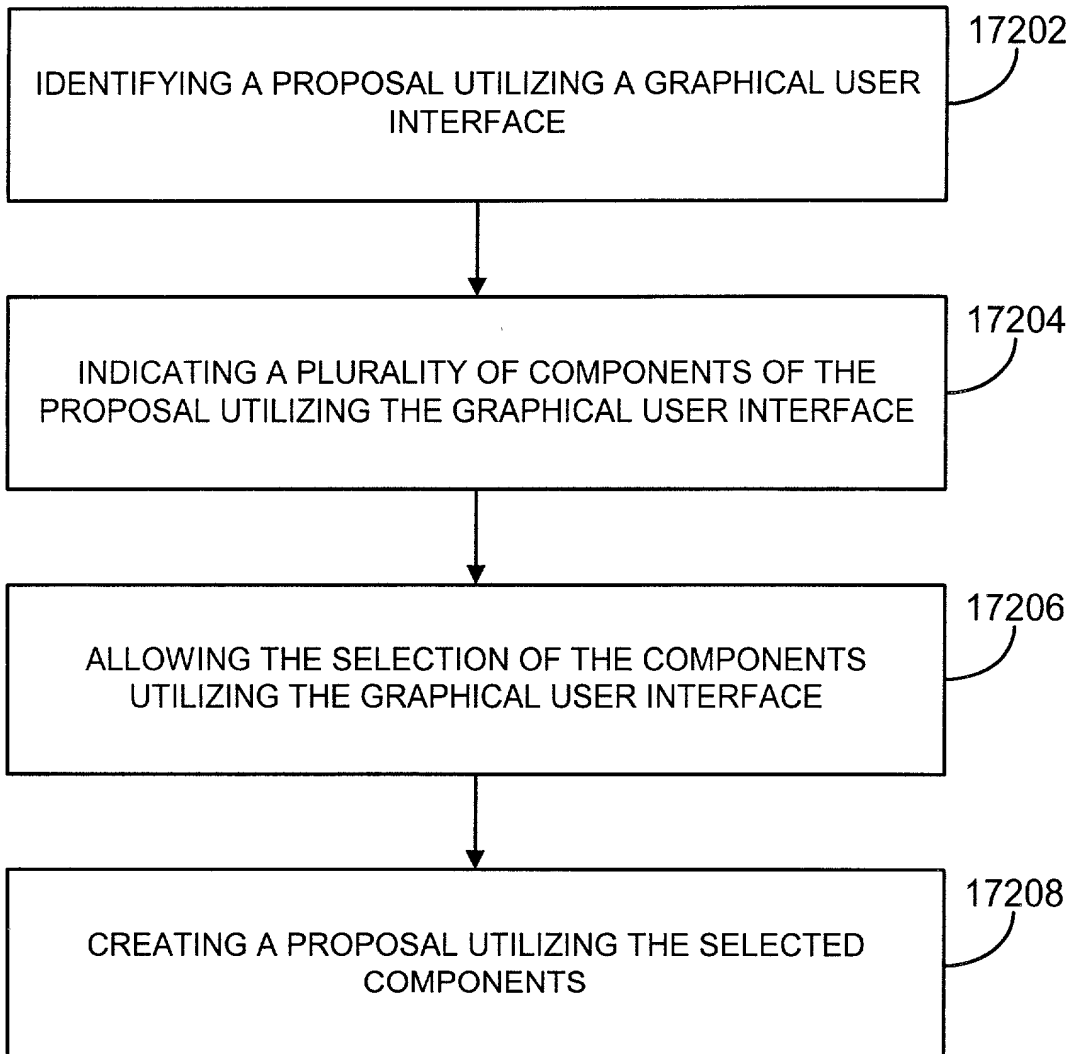 17202
IDENTIFYING A PROPOSAL UTILIZING A GRAPHICAL USER
INTERFACE
17204
INDICATING A PLURALITY OF COMPONENTS OF THE
PROPOSAL UTILIZING THE GRAPHICAL USER INTERFACE
17206
ALLOWING THE SELECTION OF THE COMPONENTS
UTILIZING THE GRAPHICAL USER INTERFACE
17208
CREATING A PROPOSAL UTILIZING THE SELECTED
COMPONENTS